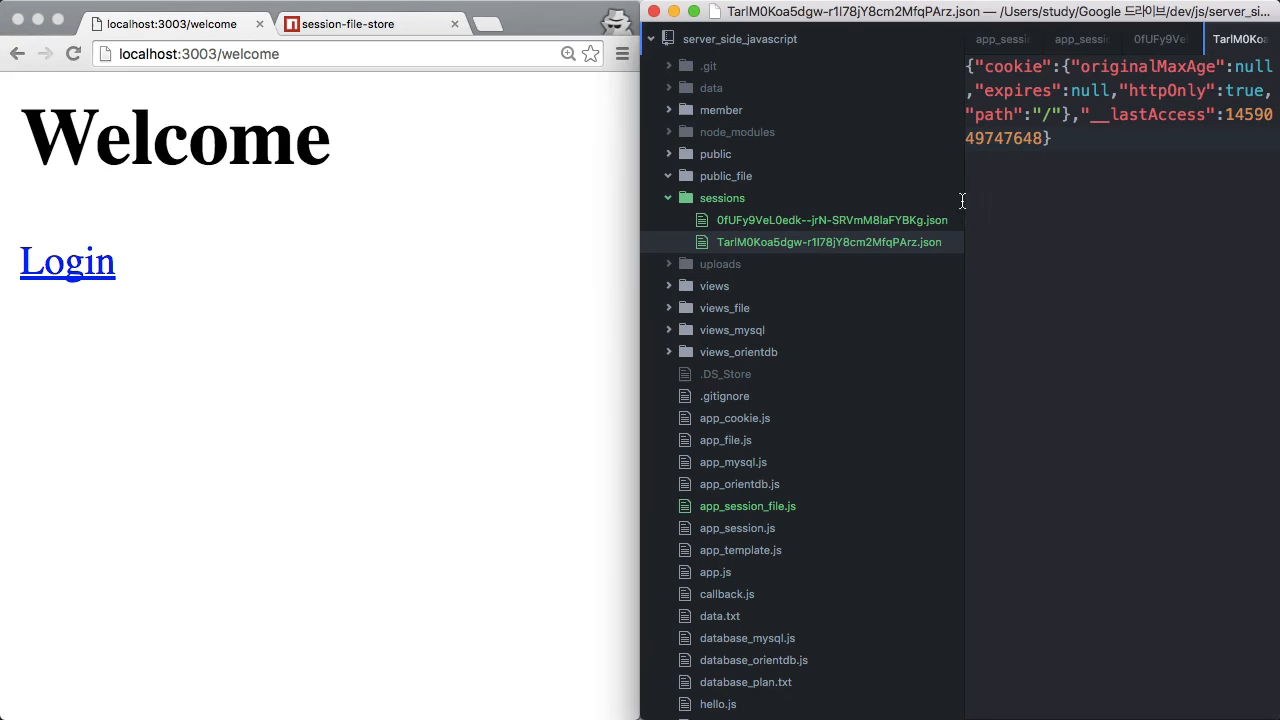 localhost:3003/welcome
session-file-store
localhost:3003/welcome
Welcome
Login
TarlM0Koa5dgw-r1I78jY8cm2MfqPArz.json — /Users/study/Google 드라이브/dev/js/server_si...
server_side_javascript
.git
data
member
node_modules
public
public_file
sessions
0fUFy9VeL0edk--jrN-SRVmM8laFYBKg.json
TarlM0Koa5dgw-r1I78jY8cm2MfqPArz.json
uploads
views
views_file
views_mysql
views_orientdb
.DS_Store
.gitignore
app_cookie.js
app_file.js
app_mysql.js
app_orientdb.js
app_session_file.js
app_session.js
app_template.js
app.js
callback.js
data.txt
database_mysql.js
database_orientdb.js
database_plan.txt
hello.js
app_sessi
app_sessi
0fUFy9Vel
TarlM0Ko
{"cookie":{"originalMaxAge":null
,"expires":null,"httpOnly":true,
"path":"/"},"__lastAccess":14590
49747648}